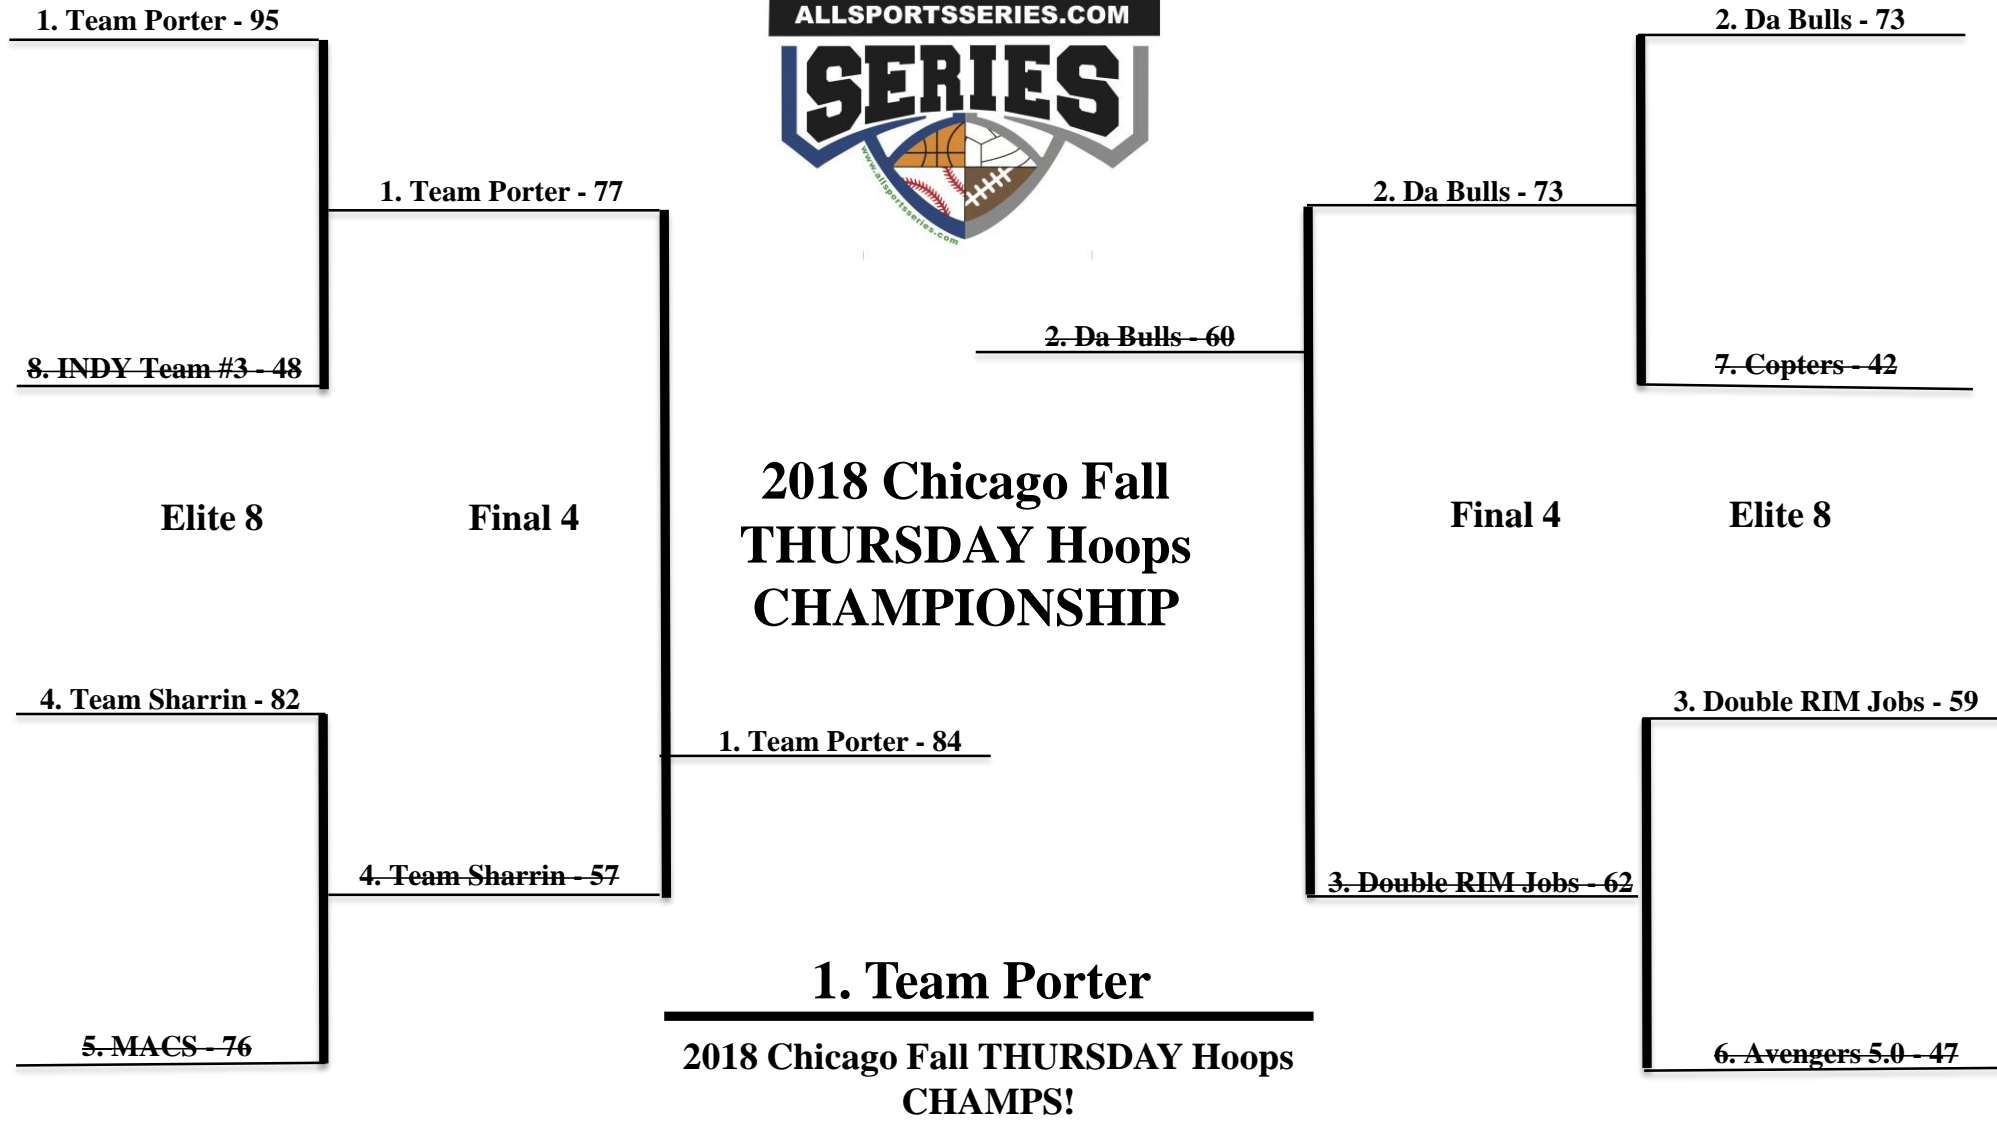 1. Team Porter - 95
ALLSPORTSSERIES.COM
2. Da Bulls - 73
SERIES
www.allsportsseries.com
1. Team Porter - 77
2. Da Bulls - 73
2. Da Bulls - 60
8. INDY Team #3 - 48
7. Copters - 42
2018 Chicago Fall
THURSDAY Hoops
CHAMPIONSHIP
Elite 8
Final 4
Final 4
Elite 8
4. Team Sharrin - 82
3. Double RIM Jobs - 59
1. Team Porter - 84
4. Team Sharrin - 57
3. Double RIM Jobs - 62
1. Team Porter
5. MACS - 76
6. Avengers 5.0 - 47
2018 Chicago Fall THURSDAY Hoops
CHAMPS!